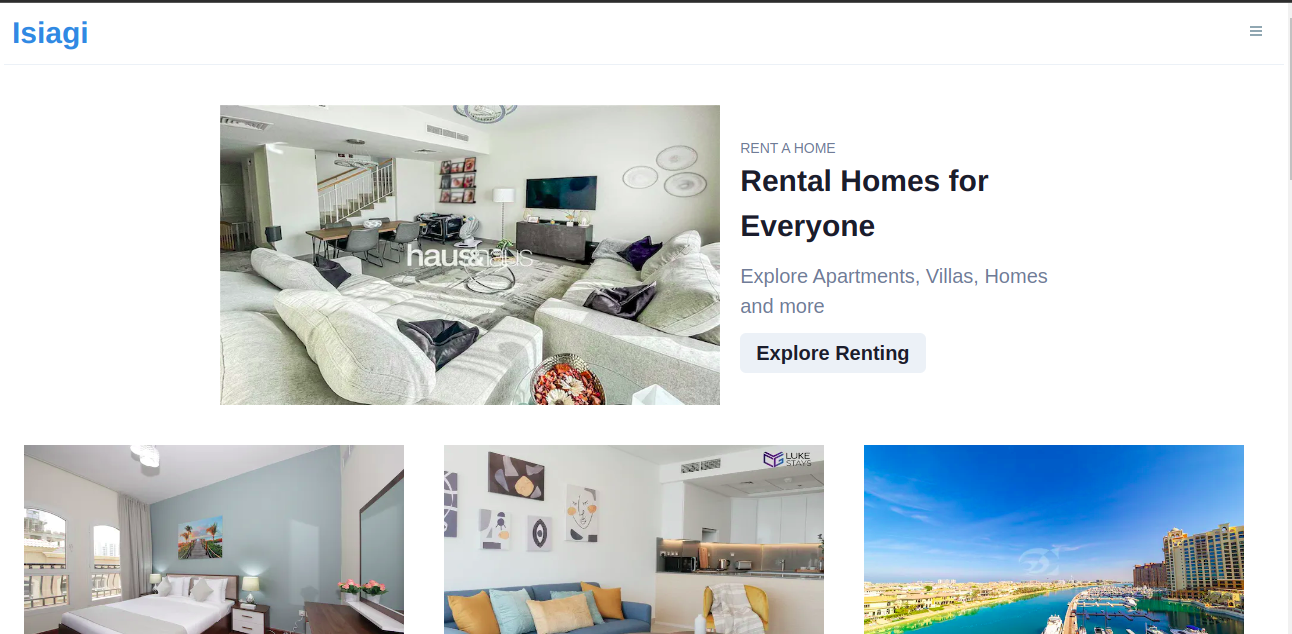 Isiagi
haus&haus
RENT A HOME
Rental Homes for
Everyone
Explore Apartments, Villas, Homes
and more
Explore Renting
LUKE
STAYS